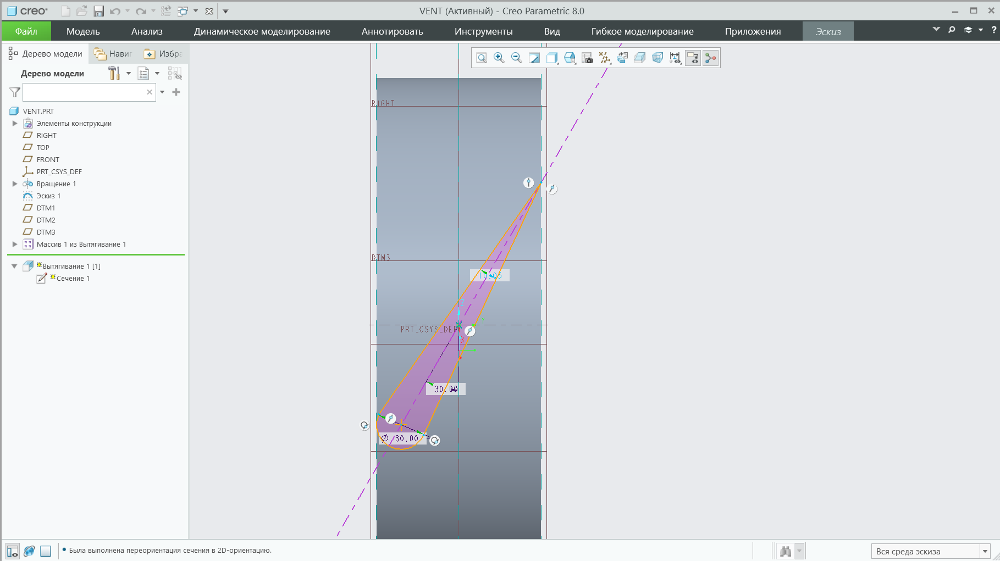 creo® VENT (Активный) - Creo Parametric 8.0
Файл Модель Анализ Динамическое моделирование Аннотировать Инструменты Вид Гибкое моделирование Приложения Эскиз
Дерево модели Навиг Избра
Дерево модели
VENT.PRT
Элементы конструкции
RIGHT
TOP
FRONT
PRT_CSYS_DEF
Вращение 1
Эскиз 1
DTM1
DTM2
DTM3
Массив 1 из Вытягивание 1
Вытягивание 1 [1]
Сечение 1
RIGHT
DTM3
10.05
Z
Y
PRT_CSYS_DEF
X
30.00
Ø 30.00
Была выполнена переориентация сечения в 2D-ориентацию.
Вся среда эскиза